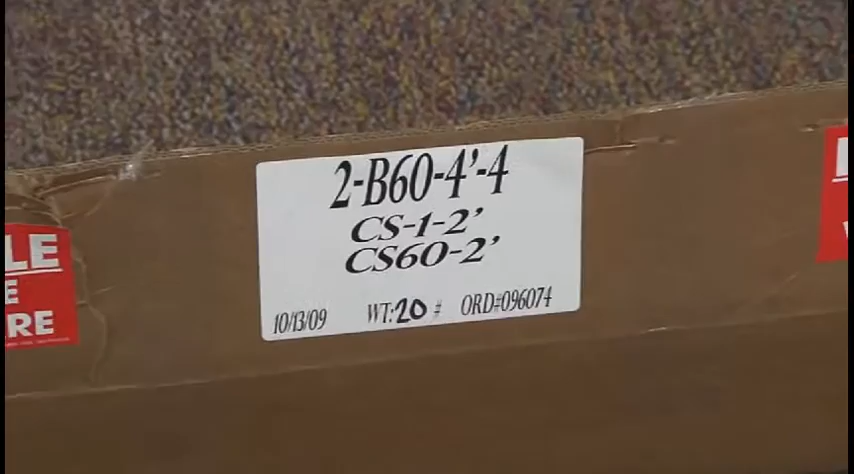 2-B60-4'-4
CS-1-2'
CS60-2'
10/13/09 WT:20 # ORD#096074
LE
E
RE